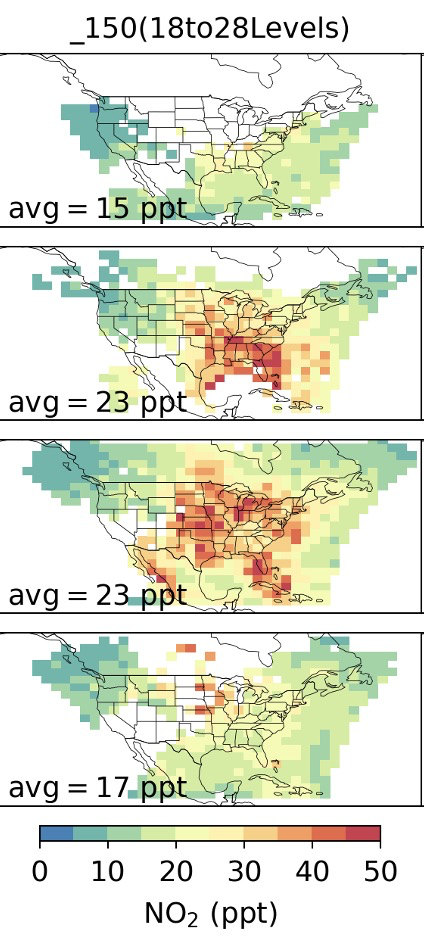 _150(18to28Levels)
avg = 15 ppt
avg = 23 ppt
avg = 23 ppt
avg = 17 ppt
0 10 20 30 40 50
NO₂ (ppt)